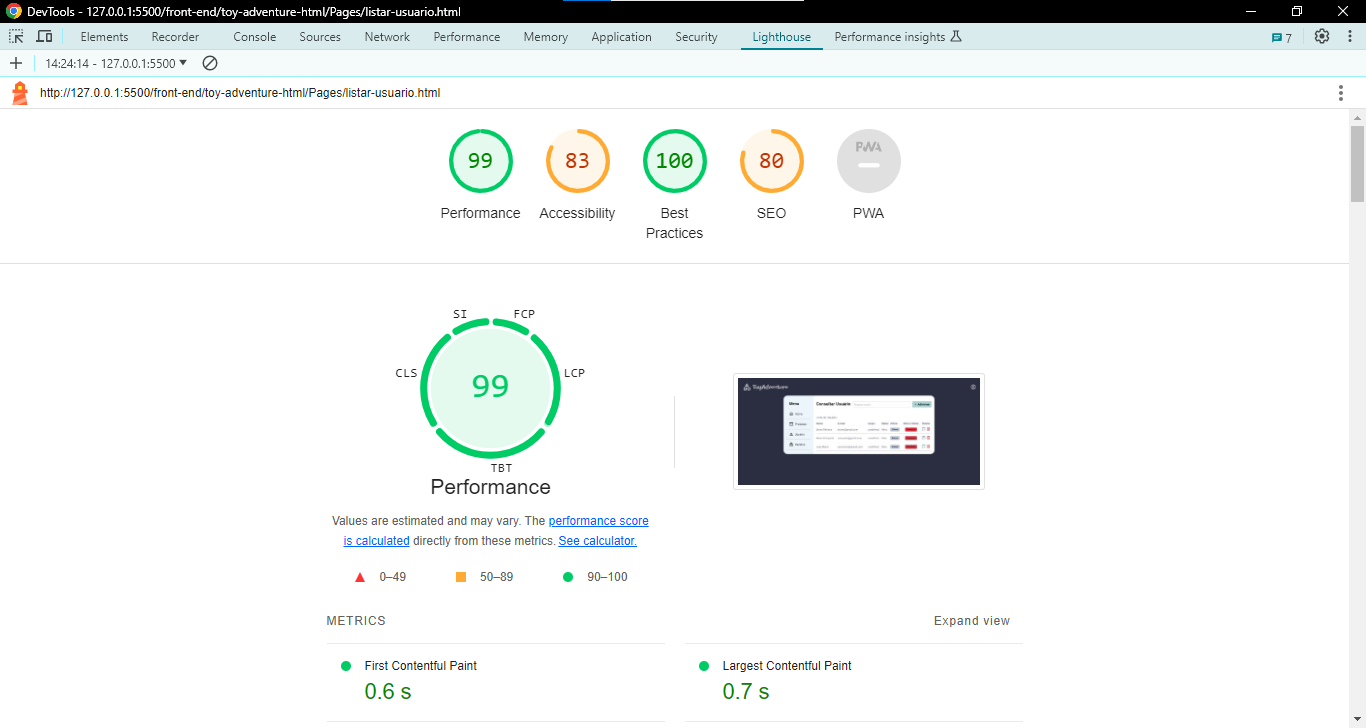 DevTools - 127.0.0.1:5500/front-end/toy-adventure-html/Pages/listar-usuario.html
Elements Recorder Console Sources Network Performance Memory Application Security Lighthouse Performance insights 7
14:24:14 - 127.0.0.1:5500
http://127.0.0.1:5500/front-end/toy-adventure-html/Pages/listar-usuario.html
99 83 100 80 PWA
Performance Accessibility Best Practices SEO PWA
SI FCP
CLS LCP
99
TBT
Performance
ToyAdventure
Menu Consultar Usuario
Values are estimated and may vary. The performance score
is calculated directly from these metrics. See calculator.
0–49 50–89 90–100
METRICS Expand view
First Contentful Paint Largest Contentful Paint
0.6 s 0.7 s